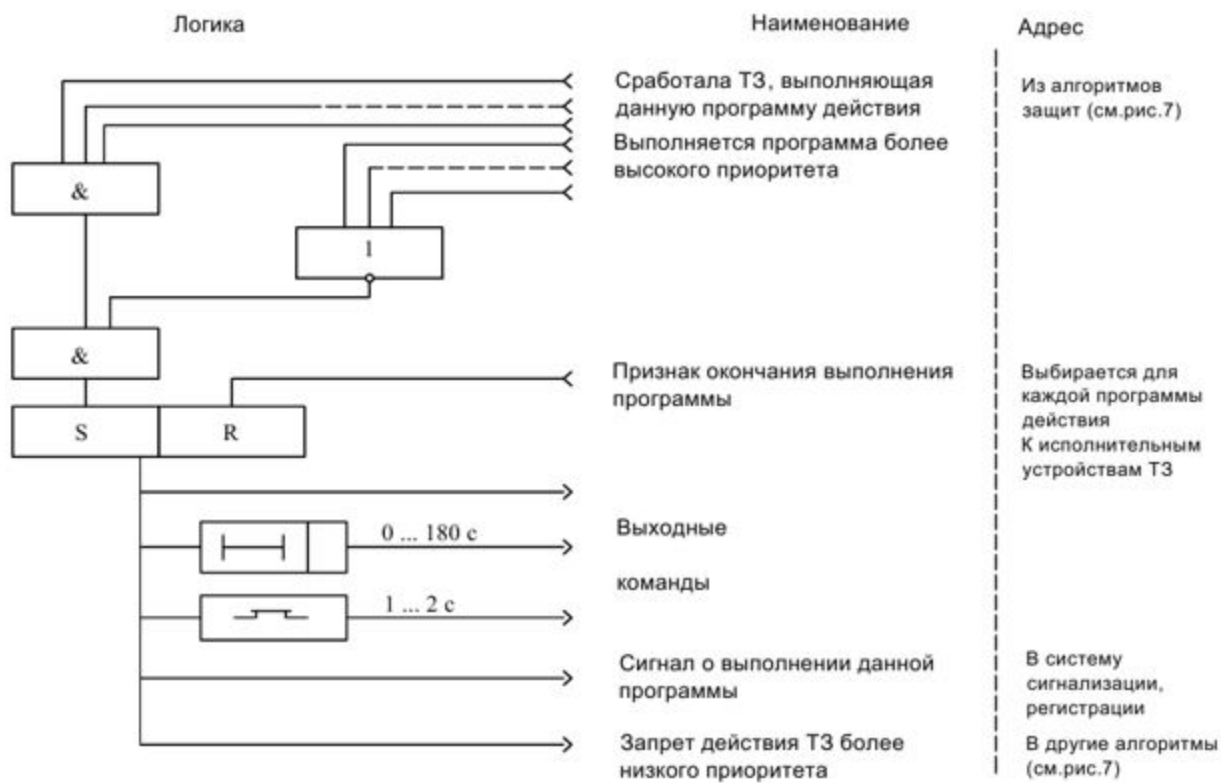 Логика
Наименование
Адрес
Сработала ТЗ, выполняющая
данную программу действия
Из алгоритмов
защит (см.рис.7)
Выполняется программа более
высокого приоритета
&
1
&
Признак окончания выполнения
программы
Выбирается для
каждой программы
действия
К исполнительным
устройствам ТЗ
S
R
0 ... 180 с
Выходные
команды
1 ... 2 с
Сигнал о выполнении данной
программы
В систему
сигнализации,
регистрации
Запрет действия ТЗ более
низкого приоритета
В другие алгоритмы
(см.рис.7)